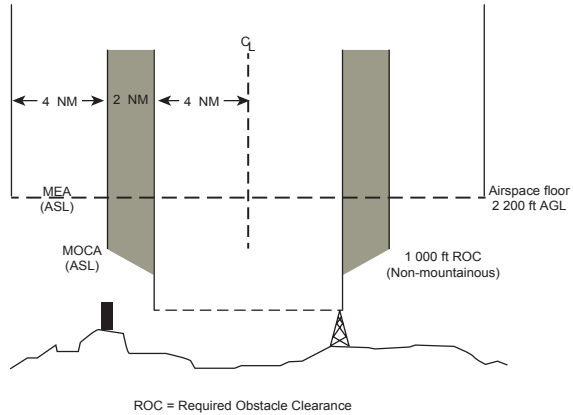 CL
4 NM
2 NM
4 NM
MEA
(ASL)
Airspace floor
2 200 ft AGL
MOCA
(ASL)
1 000 ft ROC
(Non-mountainous)
ROC = Required Obstacle Clearance